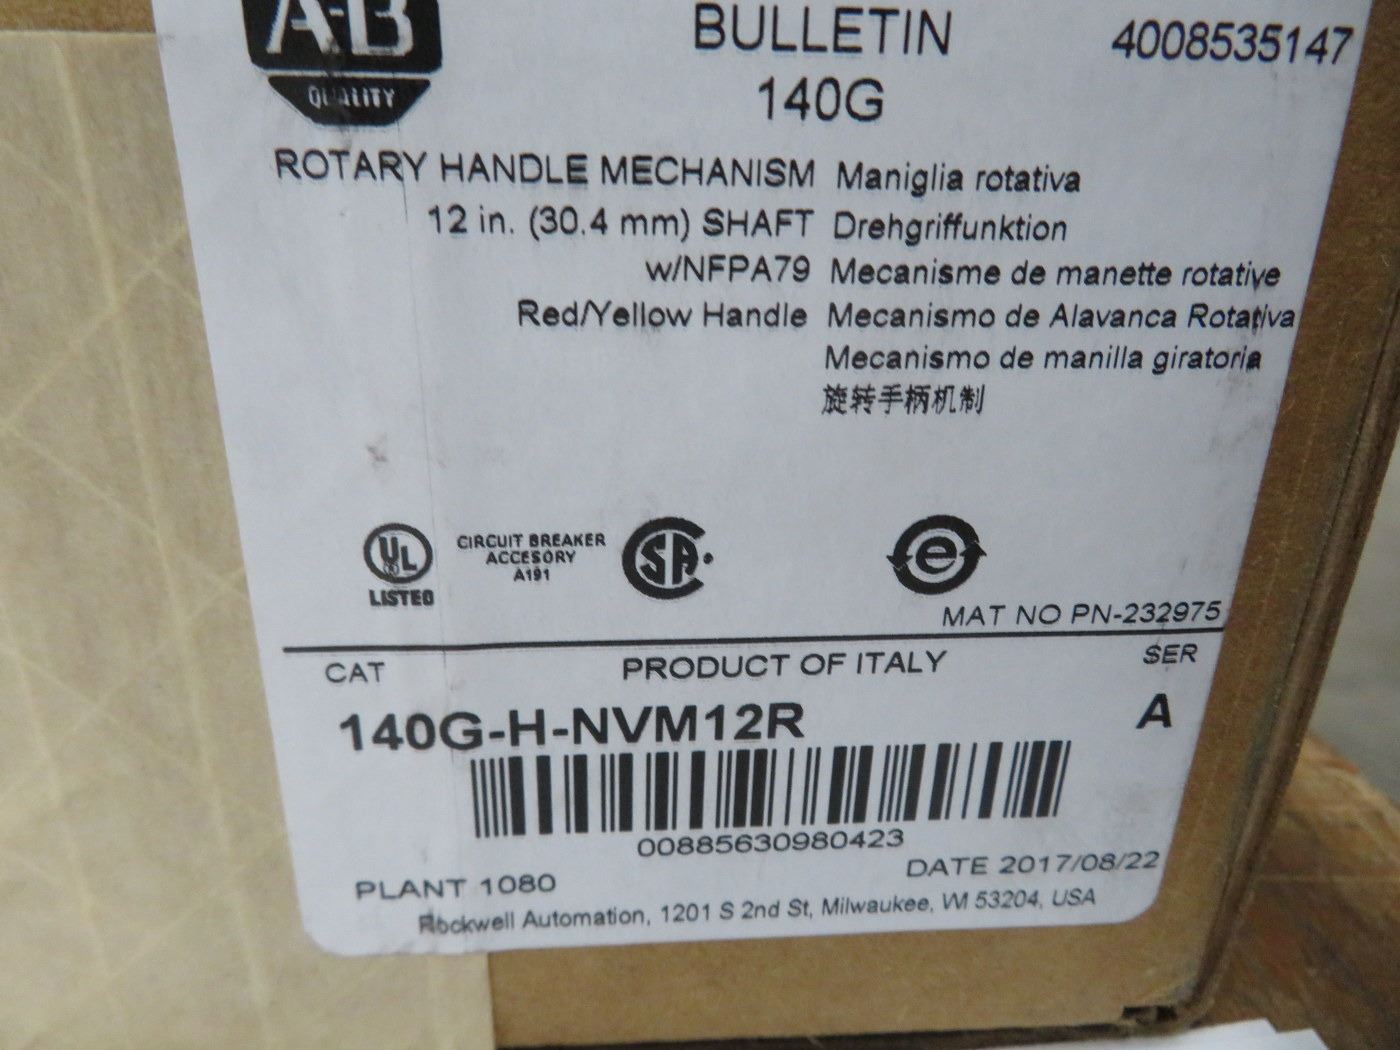 A-B
QUALITY
BULLETIN
140G
4008535147
ROTARY HANDLE MECHANISM
12 in. (30.4 mm) SHAFT
w/NFPA79
Red/Yellow Handle
Maniglia rotativa
Drehgriffunktion
Mecanisme de manette rotative
Mecanismo de Alavanca Rotativa
Mecanismo de manilla giratoria
旋转手柄机制
UL
LISTED
CIRCUIT BREAKER
ACCESORY
A191
SA
e
MAT NO PN-232975
CAT
PRODUCT OF ITALY
SER
140G-H-NVM12R
A
00885630980423
PLANT 1080
DATE 2017/08/22
Rockwell Automation, 1201 S 2nd St, Milwaukee, WI 53204, USA